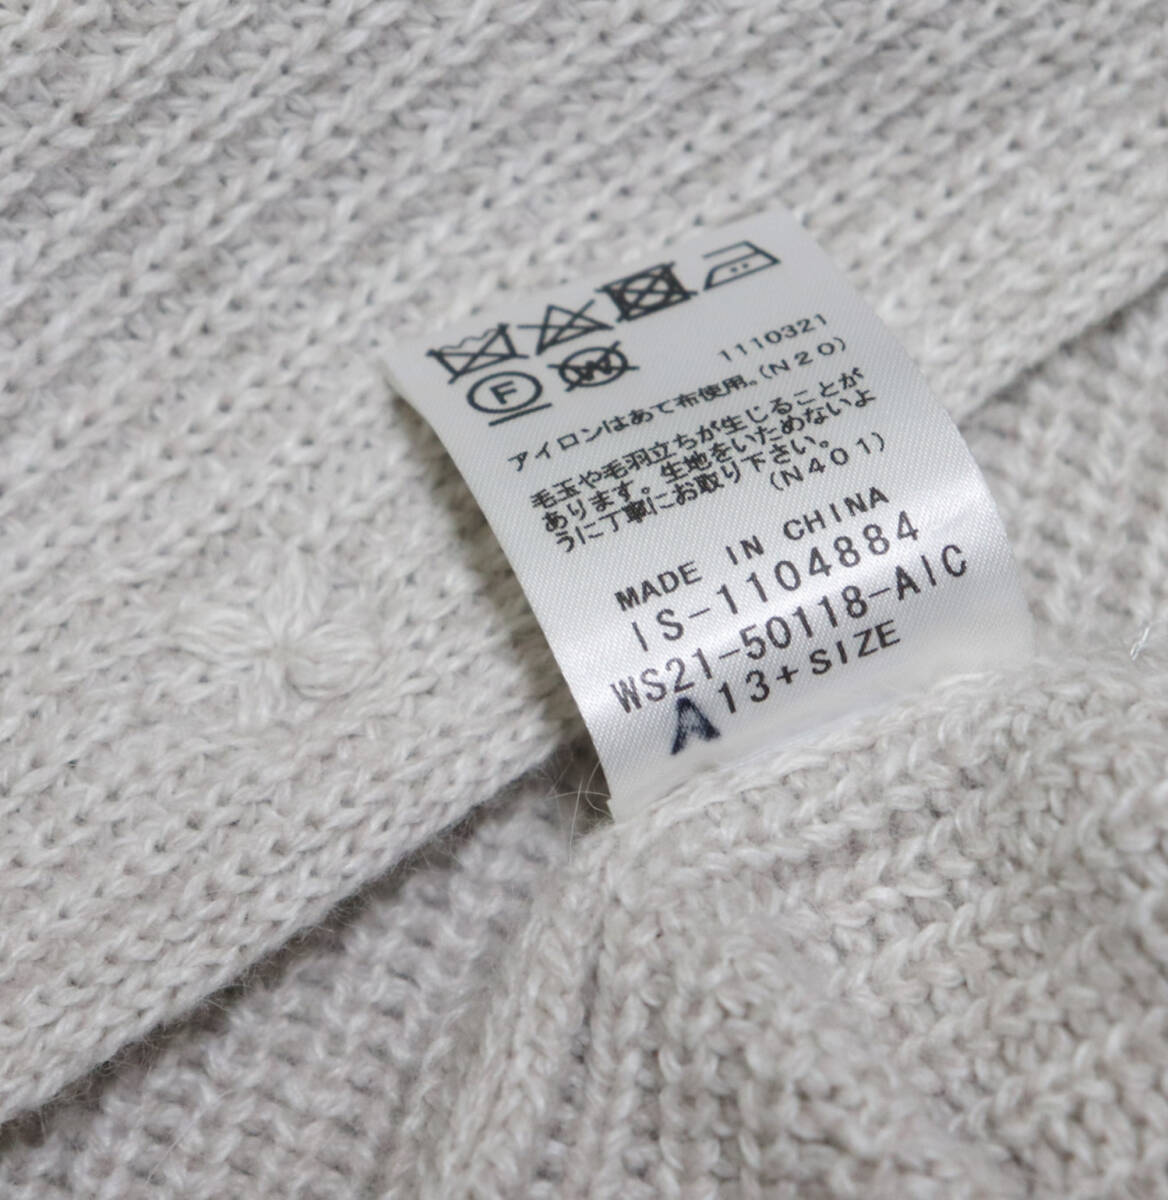 F W
1110321
アイロンはあて布使用。(N20)
毛玉や毛羽立ちが生じることが
あります。生地をいためないよ
うに丁寧にお取り下さい。
(N401)
MADE IN CHINA
IS-1104884
WS21-50118-AIC
A 13+SIZE